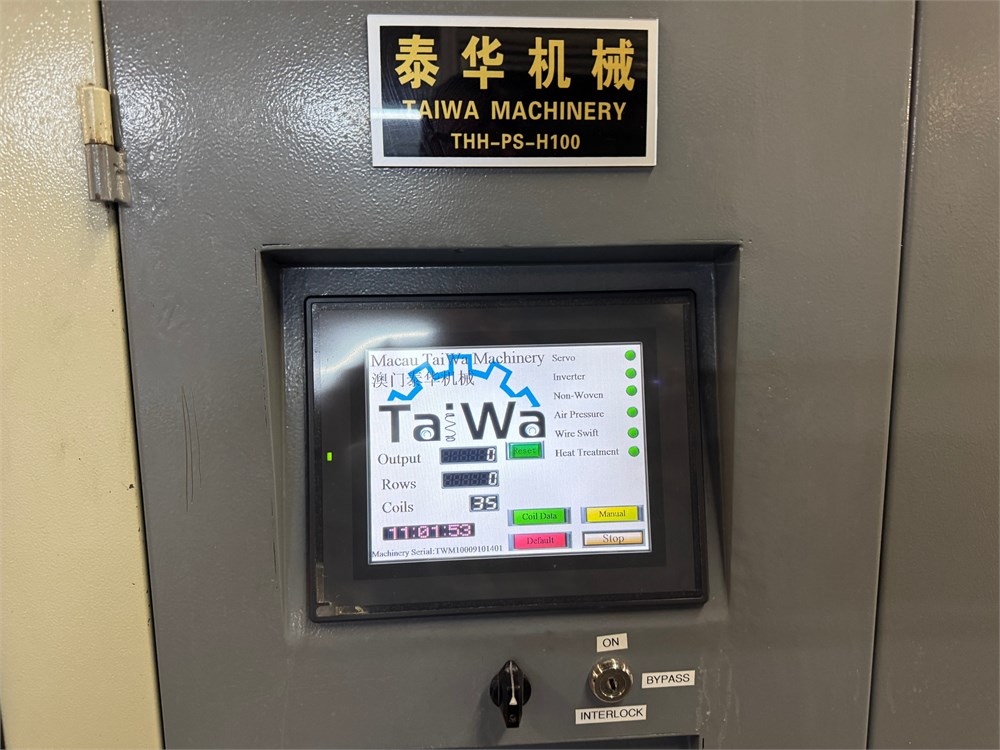 泰华机械
TAIWA MACHINERY
THH-PS-H100
Macau TaiWa Machinery
澳门泰华机械
TaiWa
Servo
Inverter
Non-Woven
Air Pressure
Wire Swift
Heat Treatment
Output 0 Reset
Rows 0
Coils 35
Coil Data Manual
11:01:53
Default Stop
Machinery Serial:TWM10009101401
ON
BYPASS
INTERLOCK